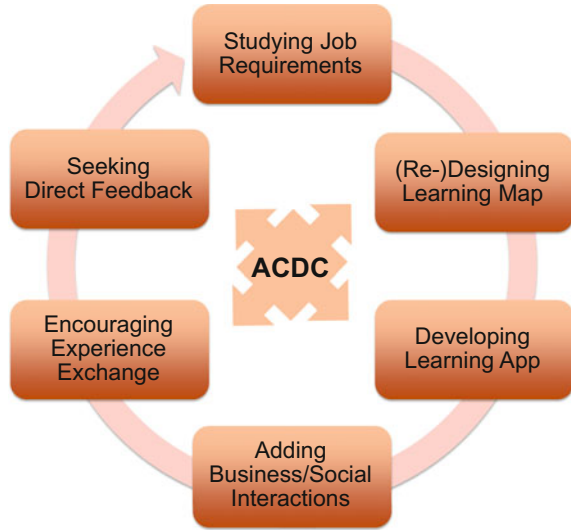 Studying Job
Requirements
(Re-)Designing
Learning Map
Developing
Learning App
Adding
Business/Social
Interactions
Encouraging
Experience
Exchange
Seeking
Direct Feedback
ACDC